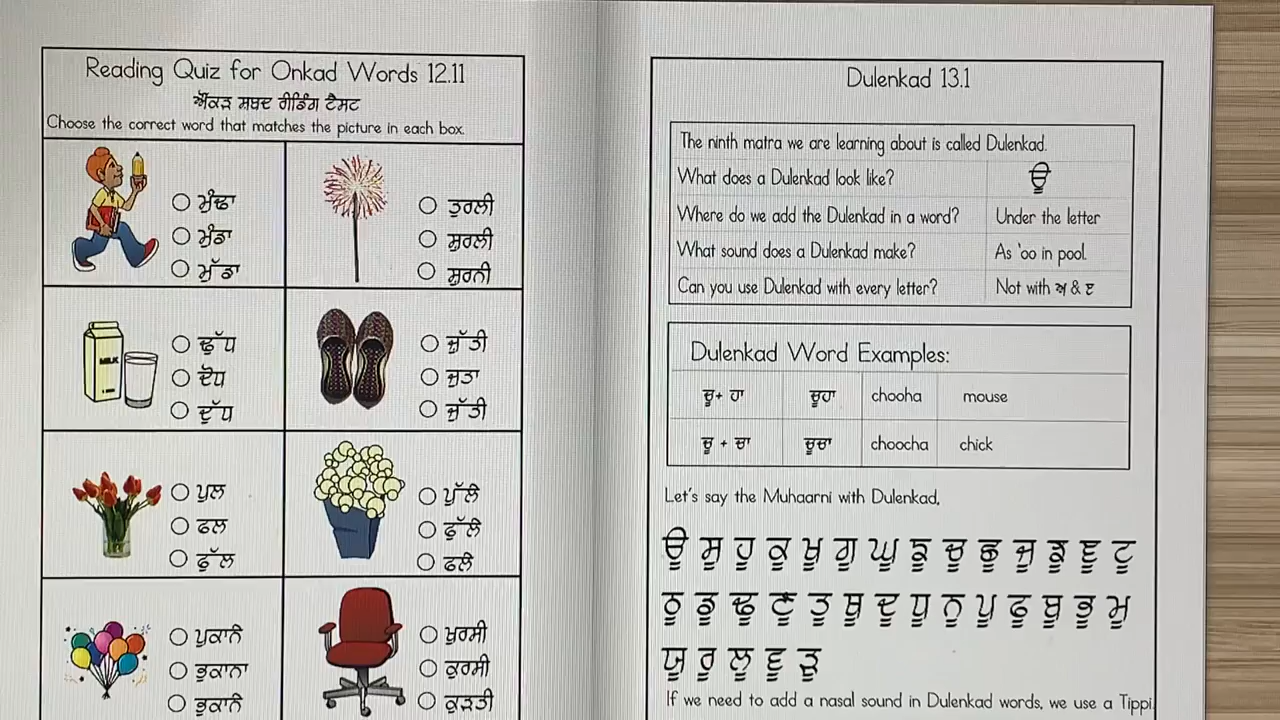 Reading Quiz for Onkad Words 12.11
ਔਂਕੜ ਸ਼ਬਦ ਰੀਡਿੰਗ ਟੈਸਟ
Choose the correct word that matches the picture in each box.
ਮੁੰਢਾ
ਮੁੰਡਾ
ਮੁੱਡਾ
ਤੁਰਲੀ
ਸੁਰਲੀ
ਸੁਰਨੀ
MILK
ਢੁੱਧ
ਦੋਧ
ਦੁੱਧ
ਜੁੱਤੀ
ਜੁਤਾ
ਜੁੱਤੀ
ਪੁਲ
ਫਲ
ਫੁੱਲ
ਪੁੱਲੇ
ਫੁੱਲੇ
ਫਲੇ
ਪੁਕਾਨੇ
ਭੁਕਾਨਾ
ਭੁਕਾਨੇ
ਖੁਰਸੀ
ਕੁਰਸੀ
ਕੁੜਤੀ
Dulenkad 13.1
The ninth matra we are learning about is called Dulenkad.
What does a Dulenkad look like? ਊ
Where do we add the Dulenkad in a word? Under the letter
What sound does a Dulenkad make? As 'oo in pool.
Can you use Dulenkad with every letter? Not with ਅ & ੲ
Dulenkad Word Examples:
ਚੂ+ ਹਾ ਚੂਹਾ chooha mouse
ਚੂ + ਚਾ ਚੂਚਾ choocha chick
Let's say the Muhaarni with Dulenkad,
ਊ ਸੂ ਹੂ ਕੂ ਖੂ ਗੂ ਘੂ ਙੂ ਚੂ ਛੂ ਜੂ ਝੂ ਞੂ ਟੂ
ਠੂ ਡੂ ਢੂ ਣੂ ਤੂ ਥੂ ਦੂ ਧੂ ਨੂ ਪੂ ਫੂ ਬੂ ਭੂ ਮੂ
ਯੂ ਰੂ ਲੂ ਵੂ ੜੂ
If we need to add a nasal sound in Dulenkad words, we use a Tippi.